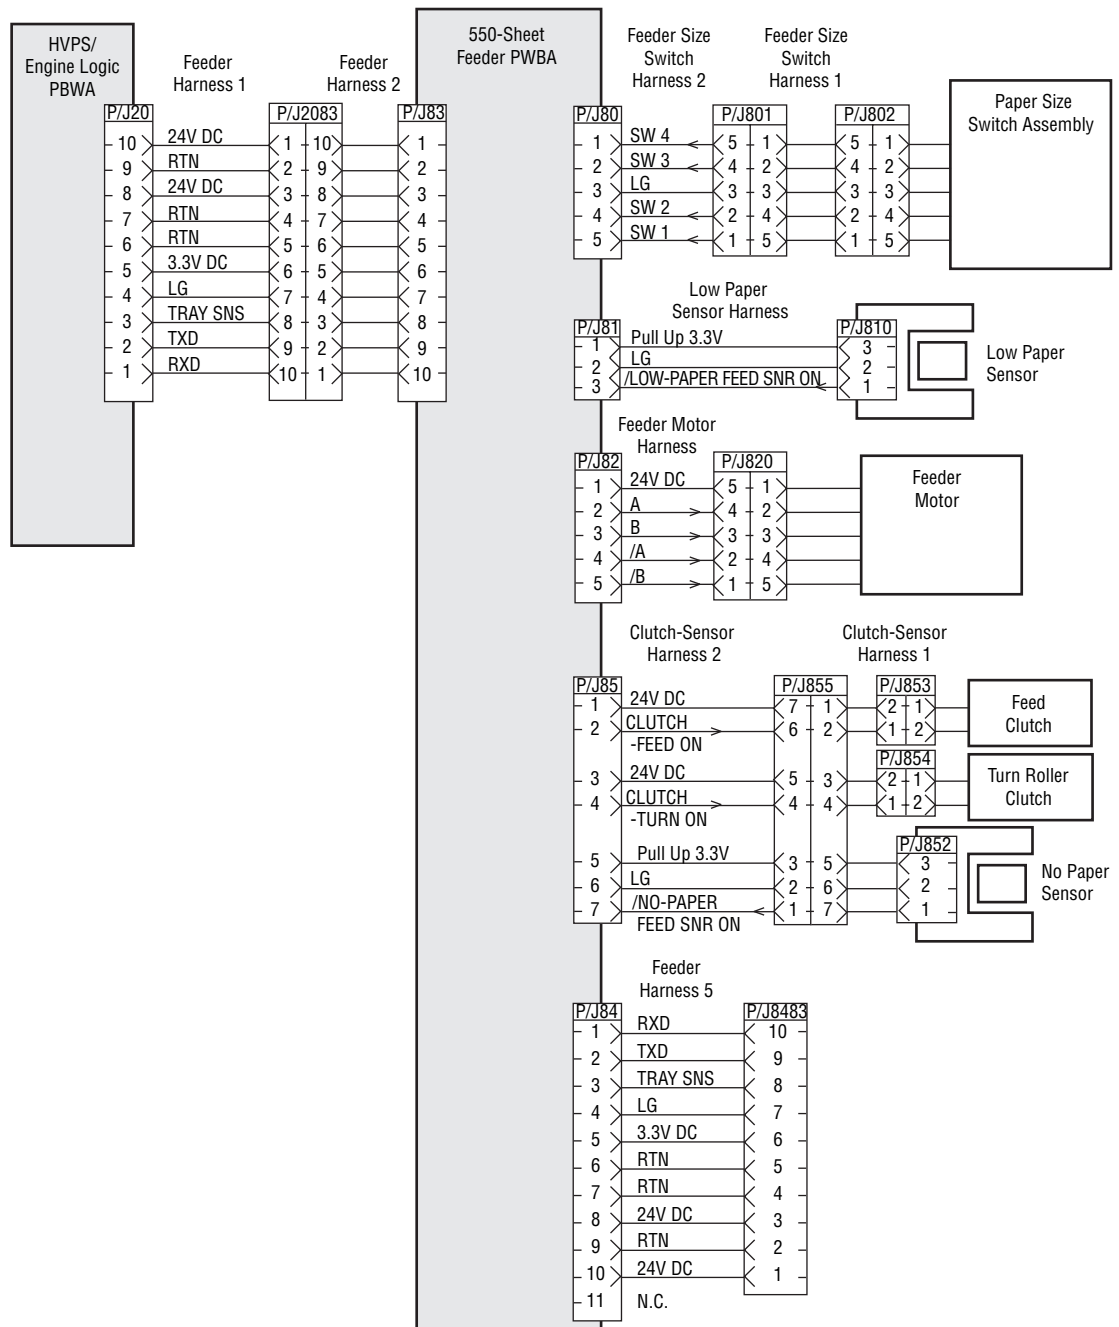 HVPS/
Engine Logic
PBWA
Feeder
Harness 1
Feeder
Harness 2
550-Sheet
Feeder PWBA
P/J20 P/J2083 P/J83
10 24V DC 1 10 1
9 RTN 2 9 2
8 24V DC 3 8 3
7 RTN 4 7 4
6 RTN 5 6 5
5 3.3V DC 6 5 6
4 LG 7 4 7
3 TRAY SNS 8 3 8
2 TXD 9 2 9
1 RXD 10 1 10
Feeder Size
Switch
Harness 2
Feeder Size
Switch
Harness 1
Paper Size
Switch Assembly
P/J80 P/J801 P/J802
1 SW 4 5 1 5 1
2 SW 3 4 2 4 2
3 LG 3 3 3 3
4 SW 2 2 4 2 4
5 SW 1 1 5 1 5
Low Paper
Sensor Harness
P/J81 P/J810
1 Pull Up 3.3V 3
2 LG 2
3 /LOW-PAPER FEED SNR ON 1
Low Paper
Sensor
Feeder Motor
Harness
P/J82 P/J820
1 24V DC 5 1
2 A 4 2
3 B 3 3
4 /A 2 4
5 /B 1 5
Feeder
Motor
Clutch-Sensor
Harness 2
Clutch-Sensor
Harness 1
P/J85 P/J855 P/J853
1 24V DC 7 1 2 1
2 CLUTCH 6 2 1 2
-FEED ON
Feed
Clutch
P/J854
3 24V DC 5 3 2 1
4 CLUTCH 4 4 1 2
-TURN ON
Turn Roller
Clutch
P/J852
5 Pull Up 3.3V 3 5 3
6 LG 2 6 2
7 /NO-PAPER 1 7 1
FEED SNR ON
No Paper
Sensor
Feeder
Harness 5
P/J84 P/J8483
1 RXD 10
2 TXD 9
3 TRAY SNS 8
4 LG 7
5 3.3V DC 6
6 RTN 5
7 RTN 4
8 24V DC 3
9 RTN 2
10 24V DC 1
11 N.C.